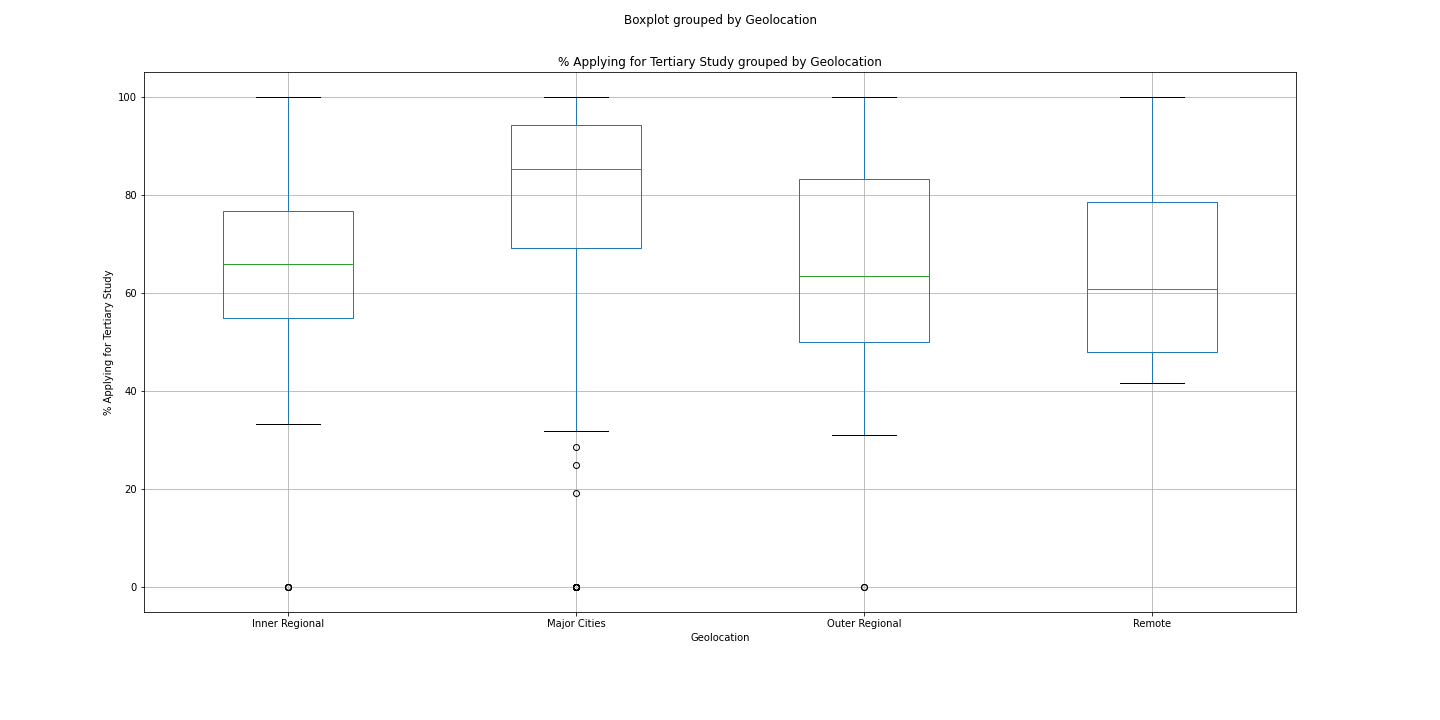 Boxplot grouped by Geolocation
% Applying for Tertiary Study grouped by Geolocation
100
80
60
40
20
0
% Applying for Tertiary Study
Inner Regional
Major Cities
Outer Regional
Remote
Geolocation